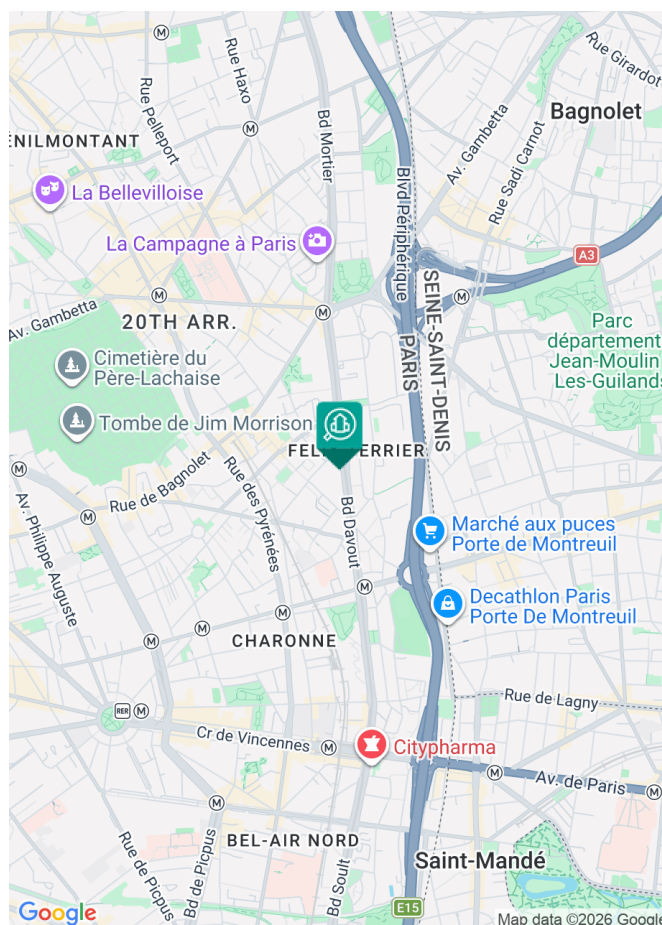 Rue Girardot
Rue Haxo
Rue Pelleport
Bd Mortier
Bagnolet
ÉNILMONTANT
Av. Gambetta
Rue Sadi Carnot
La Bellevilloise
Blvd Périphérique
La Campagne à Paris
A3
SEINE-SAINT-DENIS
PARIS
Av. Gambetta
20TH ARR.
Parc
département
Jean-Moulin
Les-Guilands
Cimetière du
Père-Lachaise
Tombe de Jim Morrison
Rue de Bagnolet
Rue des Pyrénées
Av. Philippe Auguste
Bd Davout
Marché aux puces
Porte de Montreuil
Decathlon Paris
Porte De Montreuil
CHARONNE
Rue de Lagny
RER
Cr de Vincennes
Citypharma
Av. de Paris
BEL-AIR NORD
Saint-Mandé
Rue de Picpus
Bd de Picpus
Bd Soult
E15
Google
Map data ©2026 Google